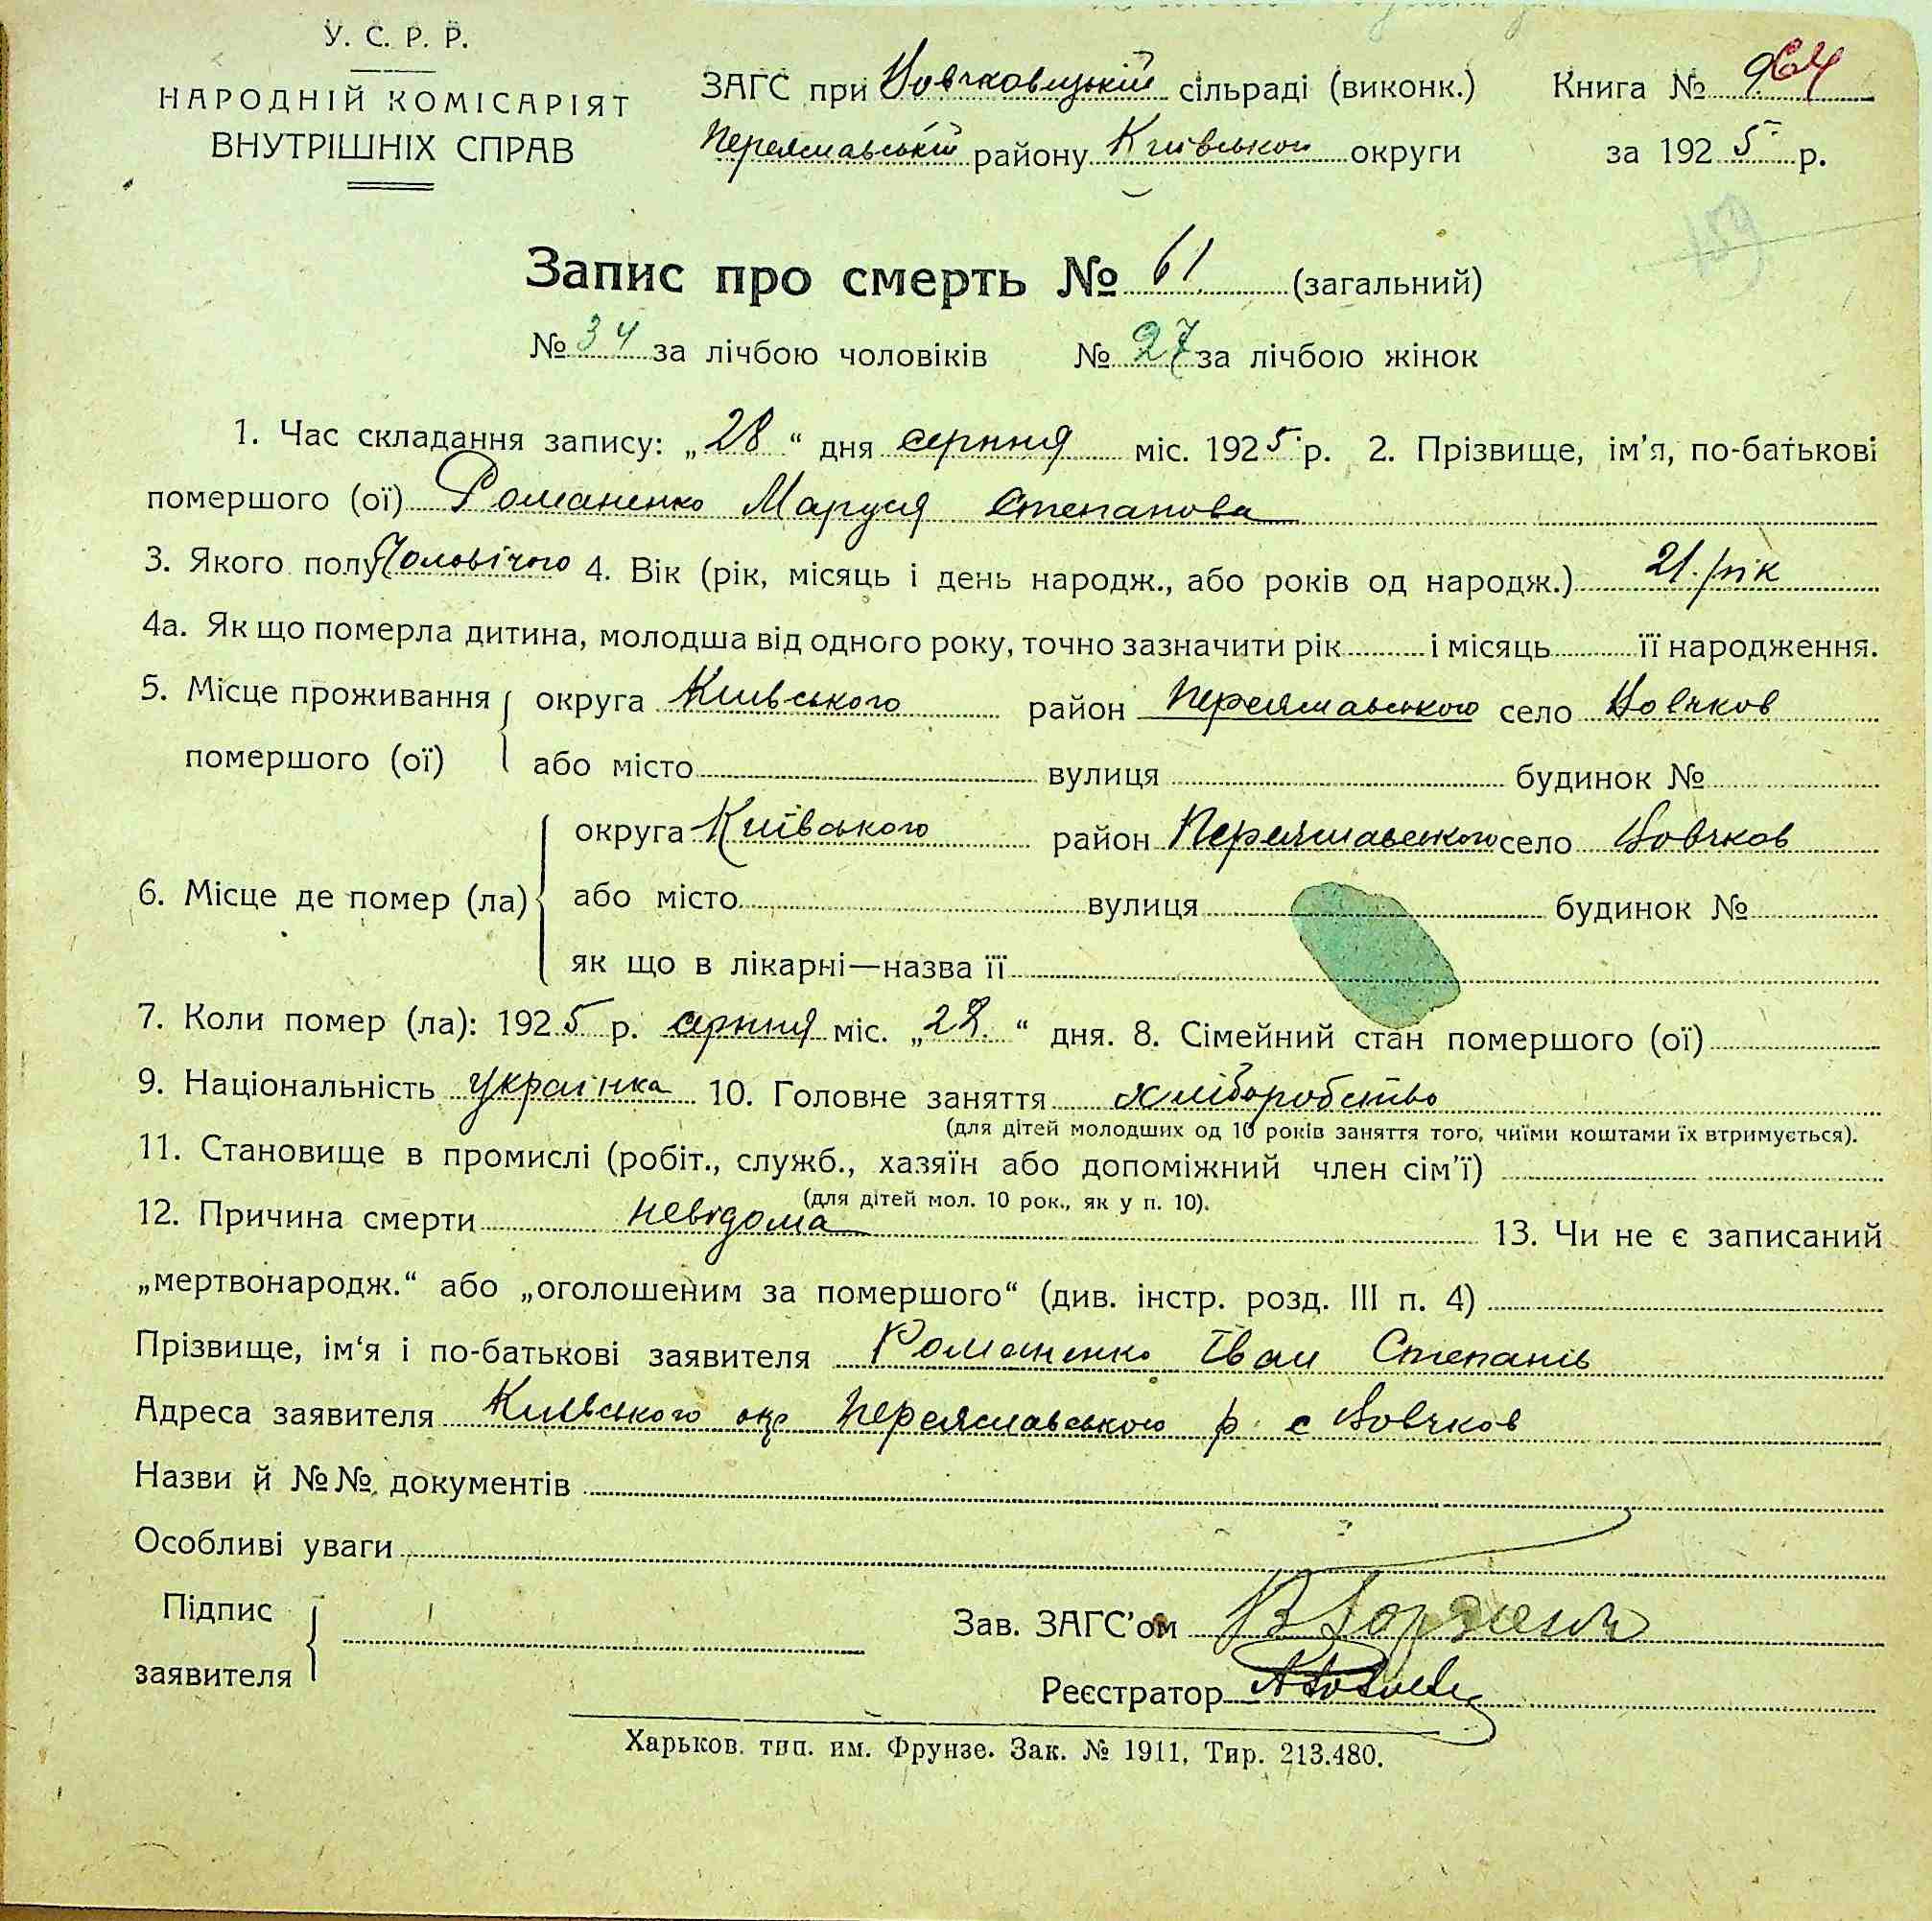 У. С. Р. Р.
НАРОДНІЙ КОМІСАРІЯТ
ВНУТРІШНІХ СПРАВ
ЗАГС при Вовчковецькій сільраді (виконк.)
Переяславській району Київської округи
Книга №
за 1925 р.
159
Запис про смерть № 61 (загальний)
№ 34 за лічбою чоловіків № 27 за лічбою жінок
1. Час складання запису: „28“ дня серпня міс. 1925 р. 2. Прізвище, ім'я, по-батькові
помершого (ої) Романенко Маруся Степанова
3. Якого полу Чоловічого 4. Вік (рік, місяць і день народж., або років од народж.) 21. рік
4а. Як що померла дитина, молодша від одного року, точно зазначити рік і місяць її народження.
5. Місце проживання помершого (ої) округа Київського район Переяславського село Вовчков
або місто вулиця будинок №
6. Місце де помер (ла) округа Київського район Переяславського село Вовчков
або місто вулиця будинок №
як що в лікарні—назва її
7. Коли помер (ла): 1925 р. серпня міс. „28.“ дня. 8. Сімейний стан помершого (ої)
9. Національність українка 10. Головне заняття хліборобство
(для дітей молодших од 10 років заняття того, чиїми коштами їх втримується).
11. Становище в промислі (робіт., служб., хазяїн або допоміжний член сім'ї)
(для дітей мол. 10 рок., як у п. 10).
12. Причина смерти невідома 13. Чи не є записаний
„мертвонародж.“ або „оголошеним за помершого“ (див. інстр. розд. III п. 4)
Прізвище, ім'я і по-батькові заявителя Романенко Іван Степанів
Адреса заявителя Київського окр Переяславського р с Вовчков
Назви й №№ документів
Особливі уваги
Підпис
заявителя
Зав. ЗАГС'ом
Реєстратор
Харьков. тип. им. Фрунзе. Зак. № 1911, Тир. 213.480.